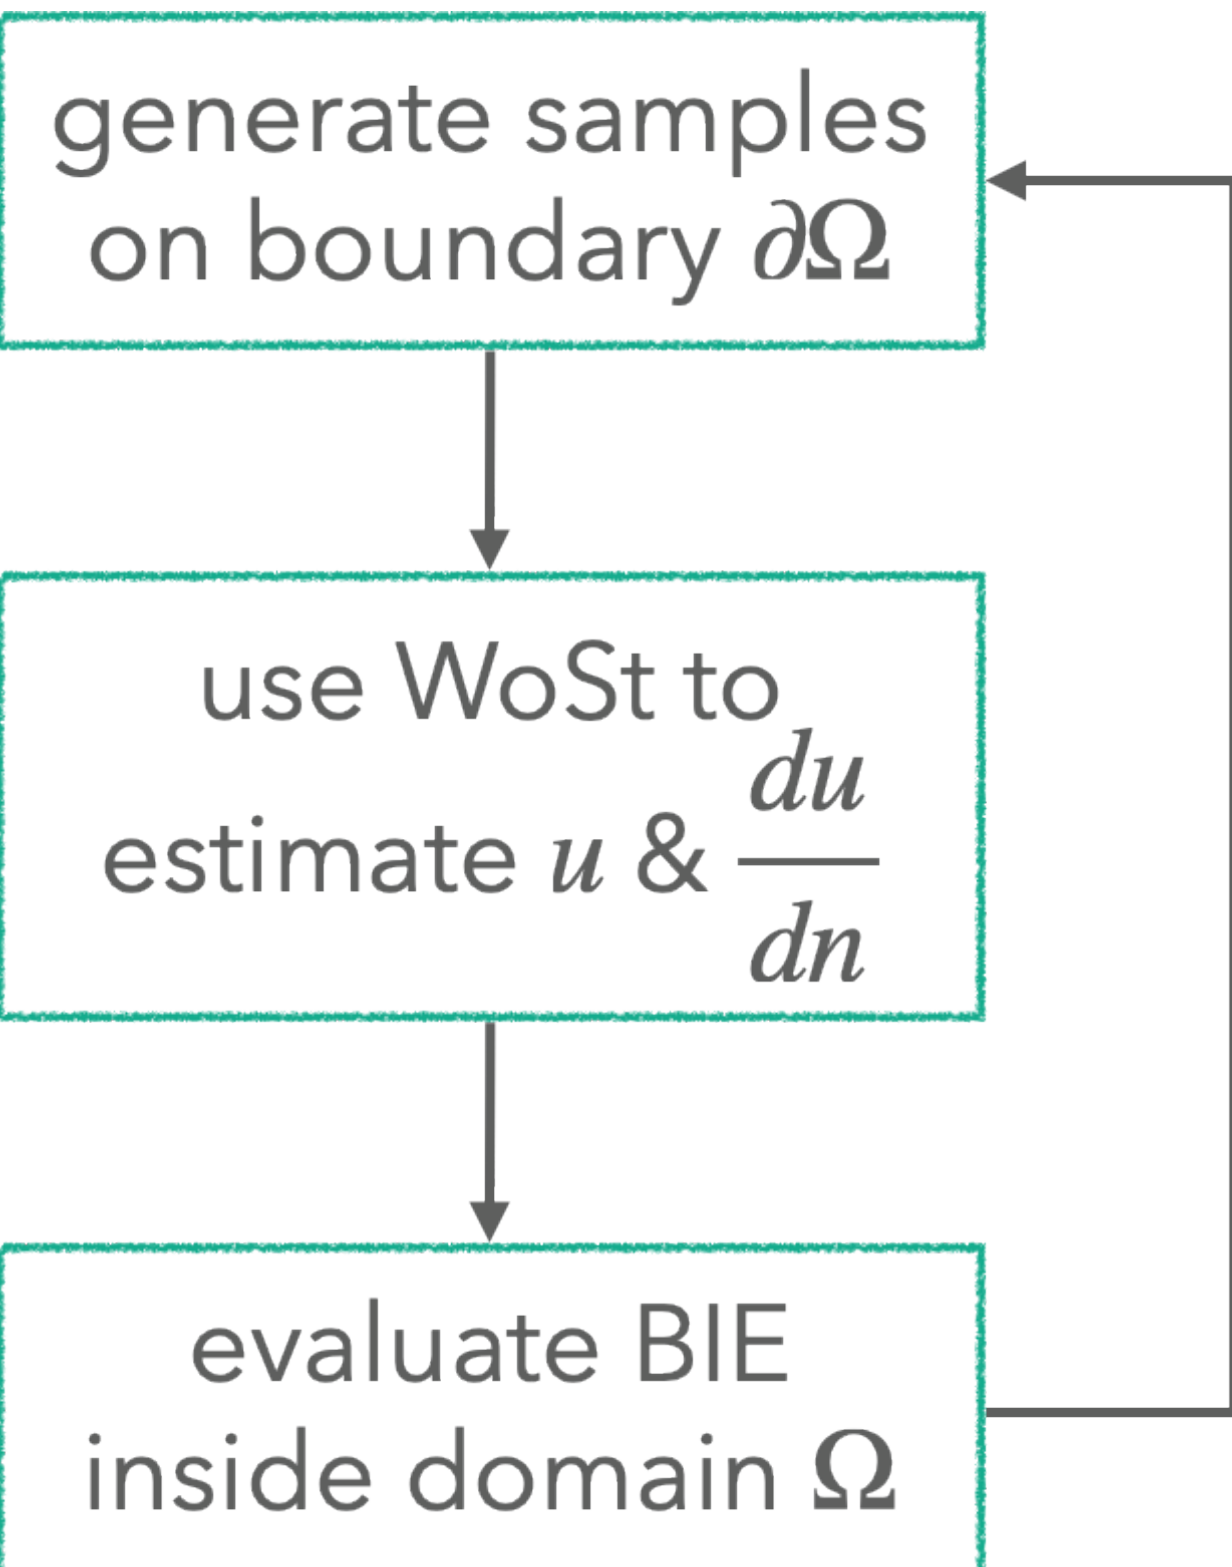 generate samples
on boundary ∂Ω
use WoSt to
estimate u & du/dn
evaluate BIE
inside domain Ω